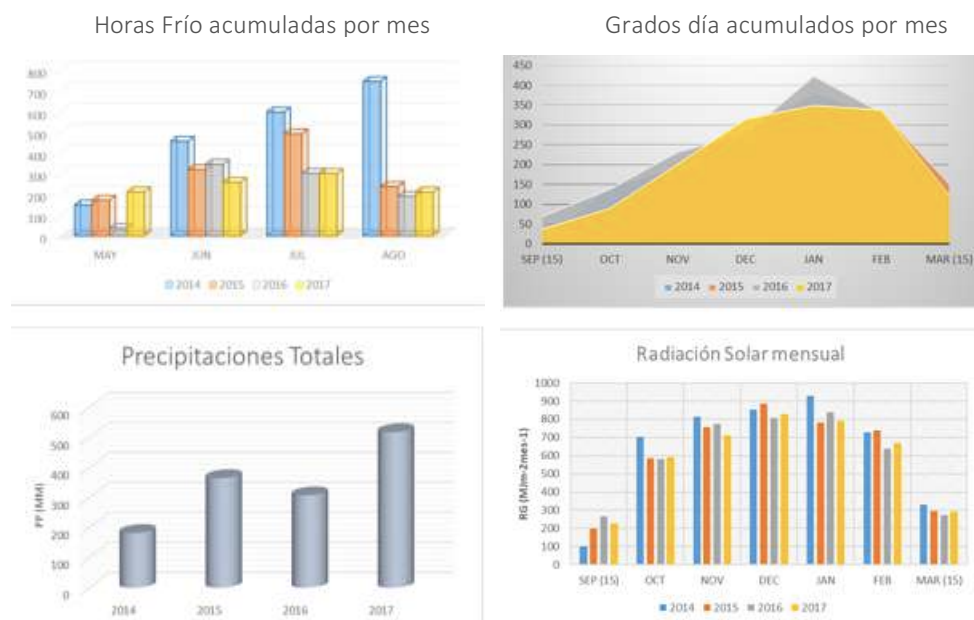 Horas Frío acumuladas por mes
800
700
600
500
400
300
200
100
0
MAY JUN JUL AGO
2014 2015 2016 2017
Grados día acumulados por mes
450
400
350
300
250
200
150
100
50
0
SEP (15) OCT NOV DEC JAN FEB MAR (15)
2014 2015 2016 2017
Precipitaciones Totales
PP (MM)
600
500
400
300
200
100
0
2014 2015 2016 2017
Radiación Solar mensual
RG (MJm-2mes-1)
1000
900
800
700
600
500
400
300
200
100
0
SEP (15) OCT NOV DEC JAN FEB MAR (15)
2014 2015 2016 2017